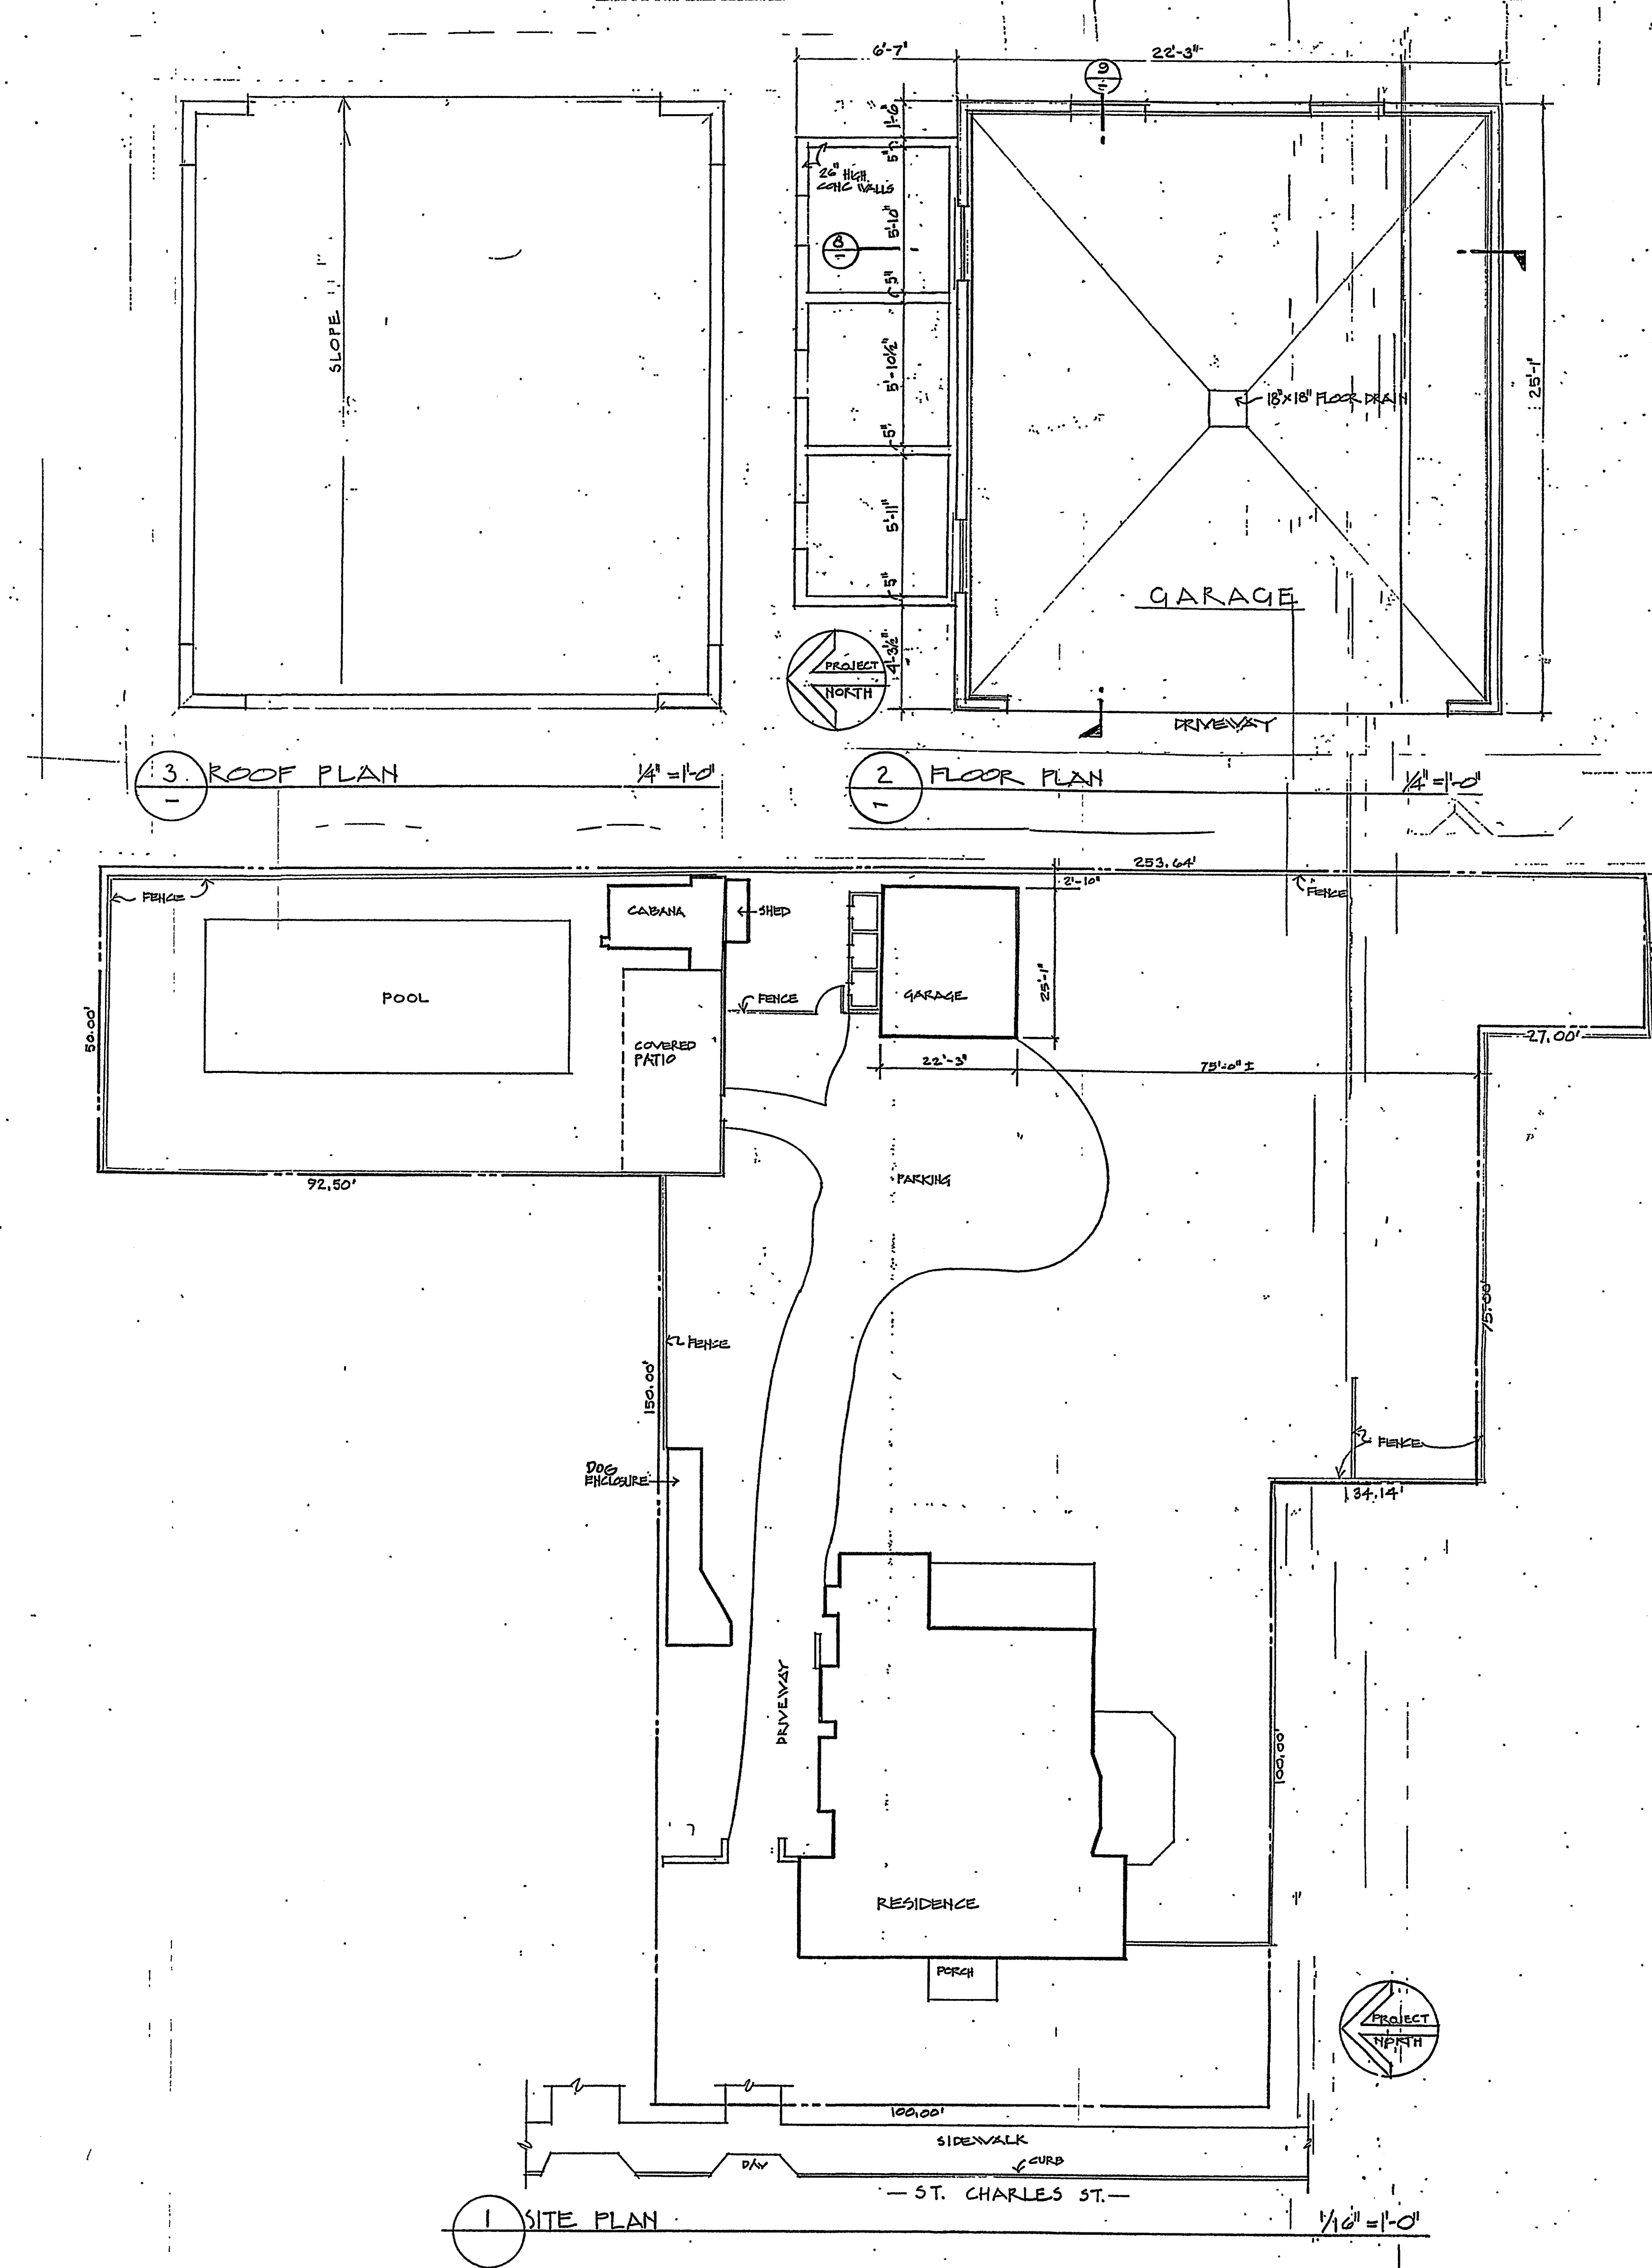 6'-7"
22'-3"
9
1'-6"
5"
26" HIGH
CONC WALLS
5'-10"
8
1
5"
SLOPE
5'-10½"
5"
18"x18" FLOOR DRAIN
25'-1"
5'-11"
5"
GARAGE
4'-3½"
PROJECT
NORTH
DRIVEWAY
3 ROOF PLAN ¼"=1'-0"
2
1
FLOOR PLAN ¼"=1'-0"
253.64'
2'-10"
FENCE
FENCE
CABANA
SHED
POOL
FENCE
GARAGE
25'-1"
50.00'
COVERED
PATIO
27.00'
22'-3"
75'-0" ±
92.50'
PARKING
75.00'
FENCE
150.00'
FENCE
DOG
ENCLOSURE
34.14'
DRIVEWAY
100.00'
RESIDENCE
PORCH
PROJECT
NORTH
100.00'
SIDEWALK
D/W
CURB
— ST. CHARLES ST. —
1 SITE PLAN 1/16"=1'-0"